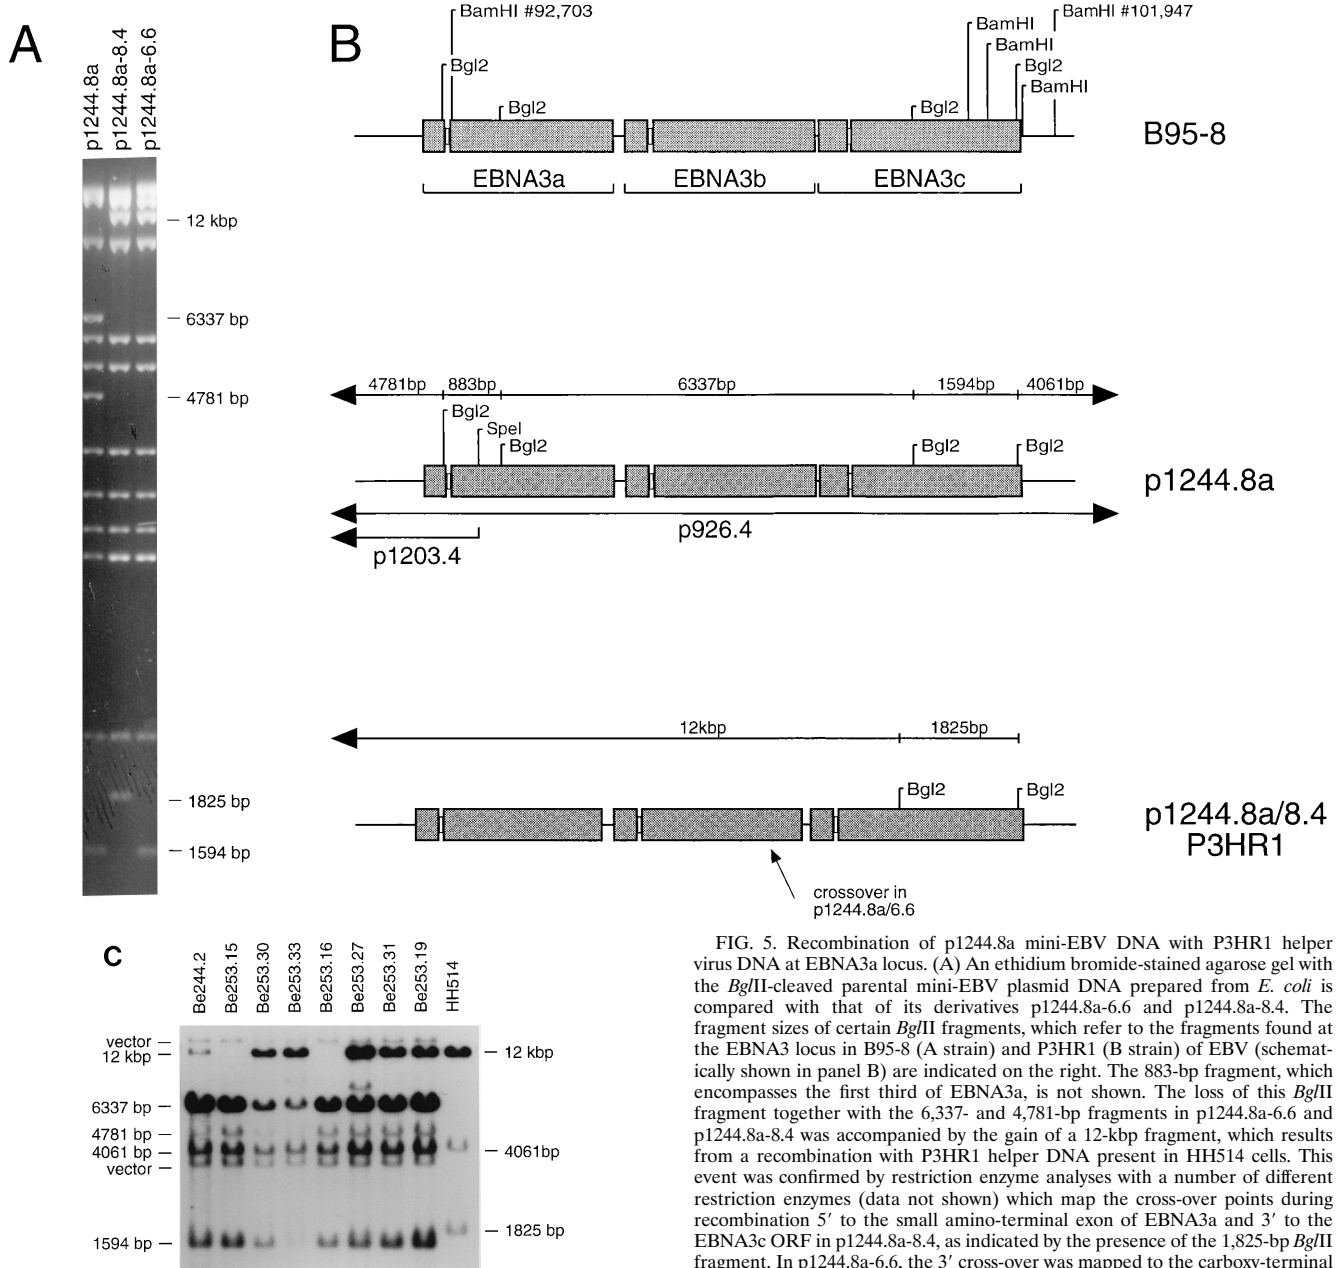 A
p1244.8a
p1244.8a-8.4
p1244.8a-6.6
12 kbp
6337 bp
4781 bp
1825 bp
1594 bp
B
BamHI #92,703
Bgl2
Bgl2
Bgl2
BamHI
BamHI
BamHI #101,947
Bgl2
BamHI
B95-8
EBNA3a
EBNA3b
EBNA3c
4781bp
883bp
6337bp
1594bp
4061bp
Bgl2
SpeI
Bgl2
Bgl2
Bgl2
p1244.8a
p926.4
p1203.4
12kbp
1825bp
Bgl2
Bgl2
p1244.8a/8.4
P3HR1
crossover in
p1244.8a/6.6
C
Be244.2
Be253.15
Be253.30
Be253.33
Be253.16
Be253.27
Be253.31
Be253.19
HH514
vector
12 kbp
6337 bp
4781 bp
4061 bp
vector
1594 bp
12 kbp
4061bp
1825 bp
FIG. 5. Recombination of p1244.8a mini-EBV DNA with P3HR1 helper
virus DNA at EBNA3a locus. (A) An ethidium bromide-stained agarose gel with
the BglII-cleaved parental mini-EBV plasmid DNA prepared from E. coli is
compared with that of its derivatives p1244.8a-6.6 and p1244.8a-8.4. The
fragment sizes of certain BglII fragments, which refer to the fragments found at
the EBNA3 locus in B95-8 (A strain) and P3HR1 (B strain) of EBV (schemat-
ically shown in panel B) are indicated on the right. The 883-bp fragment, which
encompasses the first third of EBNA3a, is not shown. The loss of this BglII
fragment together with the 6,337- and 4,781-bp fragments in p1244.8a-6.6 and
p1244.8a-8.4 was accompanied by the gain of a 12-kbp fragment, which results
from a recombination with P3HR1 helper DNA present in HH514 cells. This
event was confirmed by restriction enzyme analyses with a number of different
restriction enzymes (data not shown) which map the cross-over points during
recombination 5′ to the small amino-terminal exon of EBNA3a and 3′ to the
EBNA3c ORF in p1244.8a-8.4, as indicated by the presence of the 1,825-bp BglII
fragment. In p1244.8a-6.6, the 3′ cross-over was mapped to the carboxy-terminal